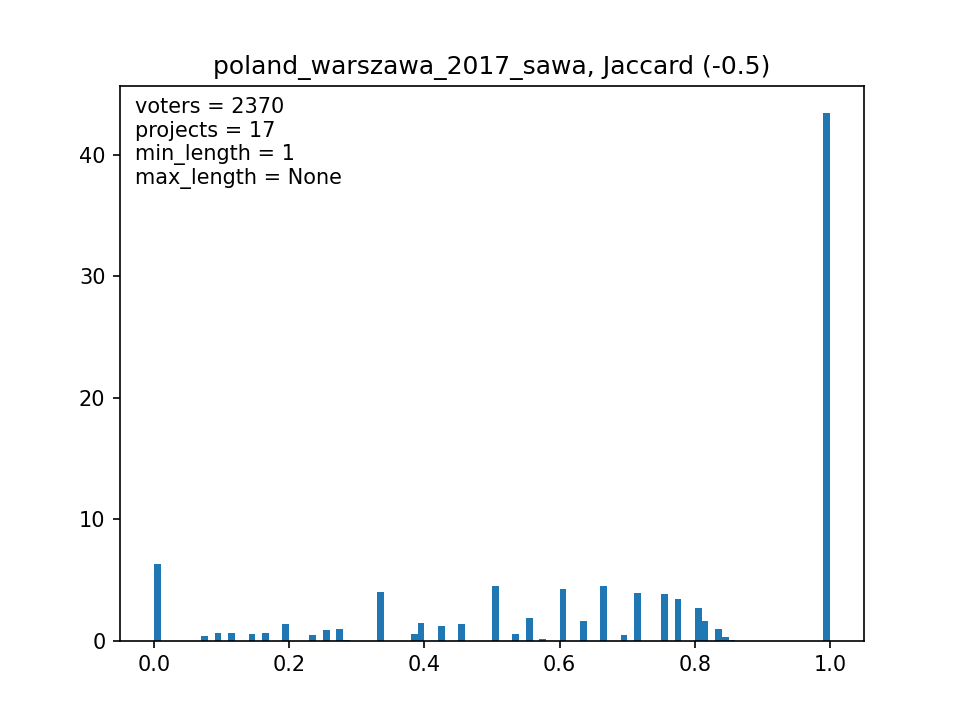 poland_warszawa_2017_sawa, Jaccard (-0.5)
voters = 2370
projects = 17
min_length = 1
max_length = None
40
30
20
10
0
0.0 0.2 0.4 0.6 0.8 1.0